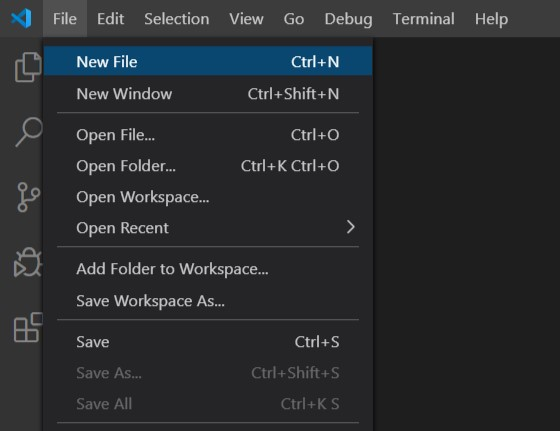 File Edit Selection View Go Debug Terminal Help
New File Ctrl+N
New Window Ctrl+Shift+N
Open File... Ctrl+O
Open Folder... Ctrl+K Ctrl+O
Open Workspace...
Open Recent
Add Folder to Workspace...
Save Workspace As...
Save Ctrl+S
Save As... Ctrl+Shift+S
Save All Ctrl+K S